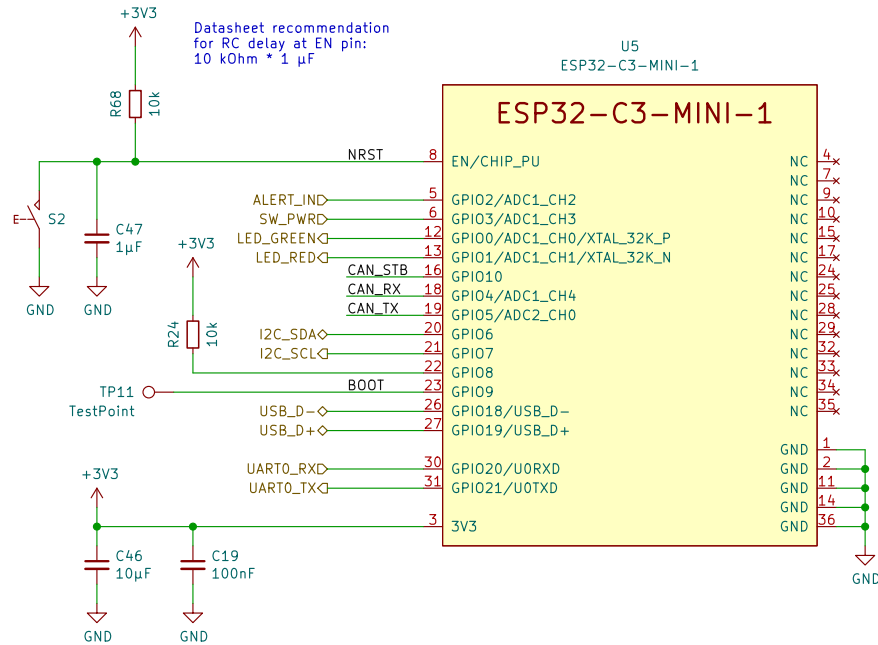 +3V3
Datasheet recommendation
for RC delay at EN pin:
10 kOhm * 1 µF
U5
ESP32-C3-MINI-1
R68
10k
ESP32-C3-MINI-1
NRST
8
EN/CHIP_PU
NC
4
NC
7
ALERT_IN
5
GPIO2/ADC1_CH2
NC
9
E
S2
SW_PWR
6
GPIO3/ADC1_CH3
NC
10
C47
1µF
+3V3
LED_GREEN
12
GPIO0/ADC1_CH0/XTAL_32K_P
NC
15
LED_RED
13
GPIO1/ADC1_CH1/XTAL_32K_N
NC
17
CAN_STB
16
GPIO10
NC
24
CAN_RX
18
GPIO4/ADC1_CH4
NC
25
GND
GND
CAN_TX
19
GPIO5/ADC2_CH0
NC
28
R24
10k
I2C_SDA
20
GPIO6
NC
29
I2C_SCL
21
GPIO7
NC
32
22
GPIO8
NC
33
TP11
TestPoint
BOOT
23
GPIO9
NC
34
USB_D-
26
GPIO18/USB_D-
NC
35
USB_D+
27
GPIO19/USB_D+
GND
1
UART0_RX
30
GPIO20/U0RXD
GND
2
+3V3
UART0_TX
31
GPIO21/U0TXD
GND
11
GND
14
3
3V3
GND
36
C46
10µF
C19
100nF
GND
GND
GND